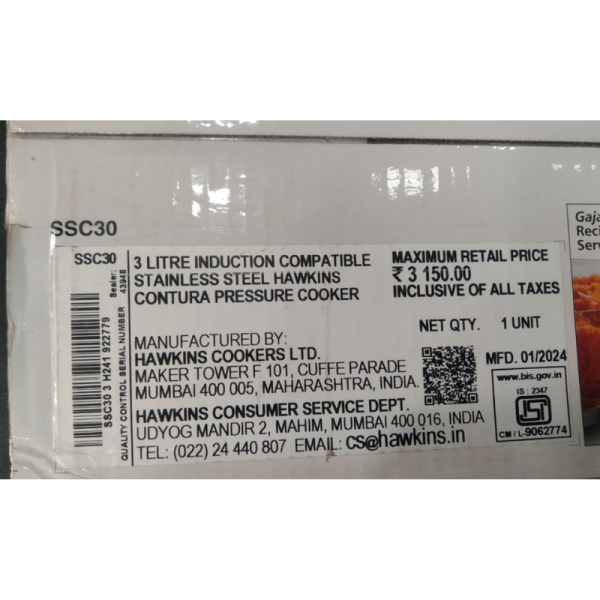 SSC30
SSC30
Sealer:
43948
SSC30 3 H241 922779
QUALITY CONTROL SERIAL NUMBER
3 LITRE INDUCTION COMPATIBLE
STAINLESS STEEL HAWKINS
CONTURA PRESSURE COOKER
MAXIMUM RETAIL PRICE
₹ 3 150.00
INCLUSIVE OF ALL TAXES
NET QTY. 1 UNIT
MANUFACTURED BY:
HAWKINS COOKERS LTD.
MAKER TOWER F 101, CUFFE PARADE
MUMBAI 400 005, MAHARASHTRA, INDIA.
MFD. 01/2024
www.bis.gov.in
IS : 2347
ISI
CM / L-9062774
HAWKINS CONSUMER SERVICE DEPT.
UDYOG MANDIR 2, MAHIM, MUMBAI 400 016, INDIA
TEL: (022) 24 440 807 EMAIL: cs@hawkins.in
Gaja
Reci
Serv